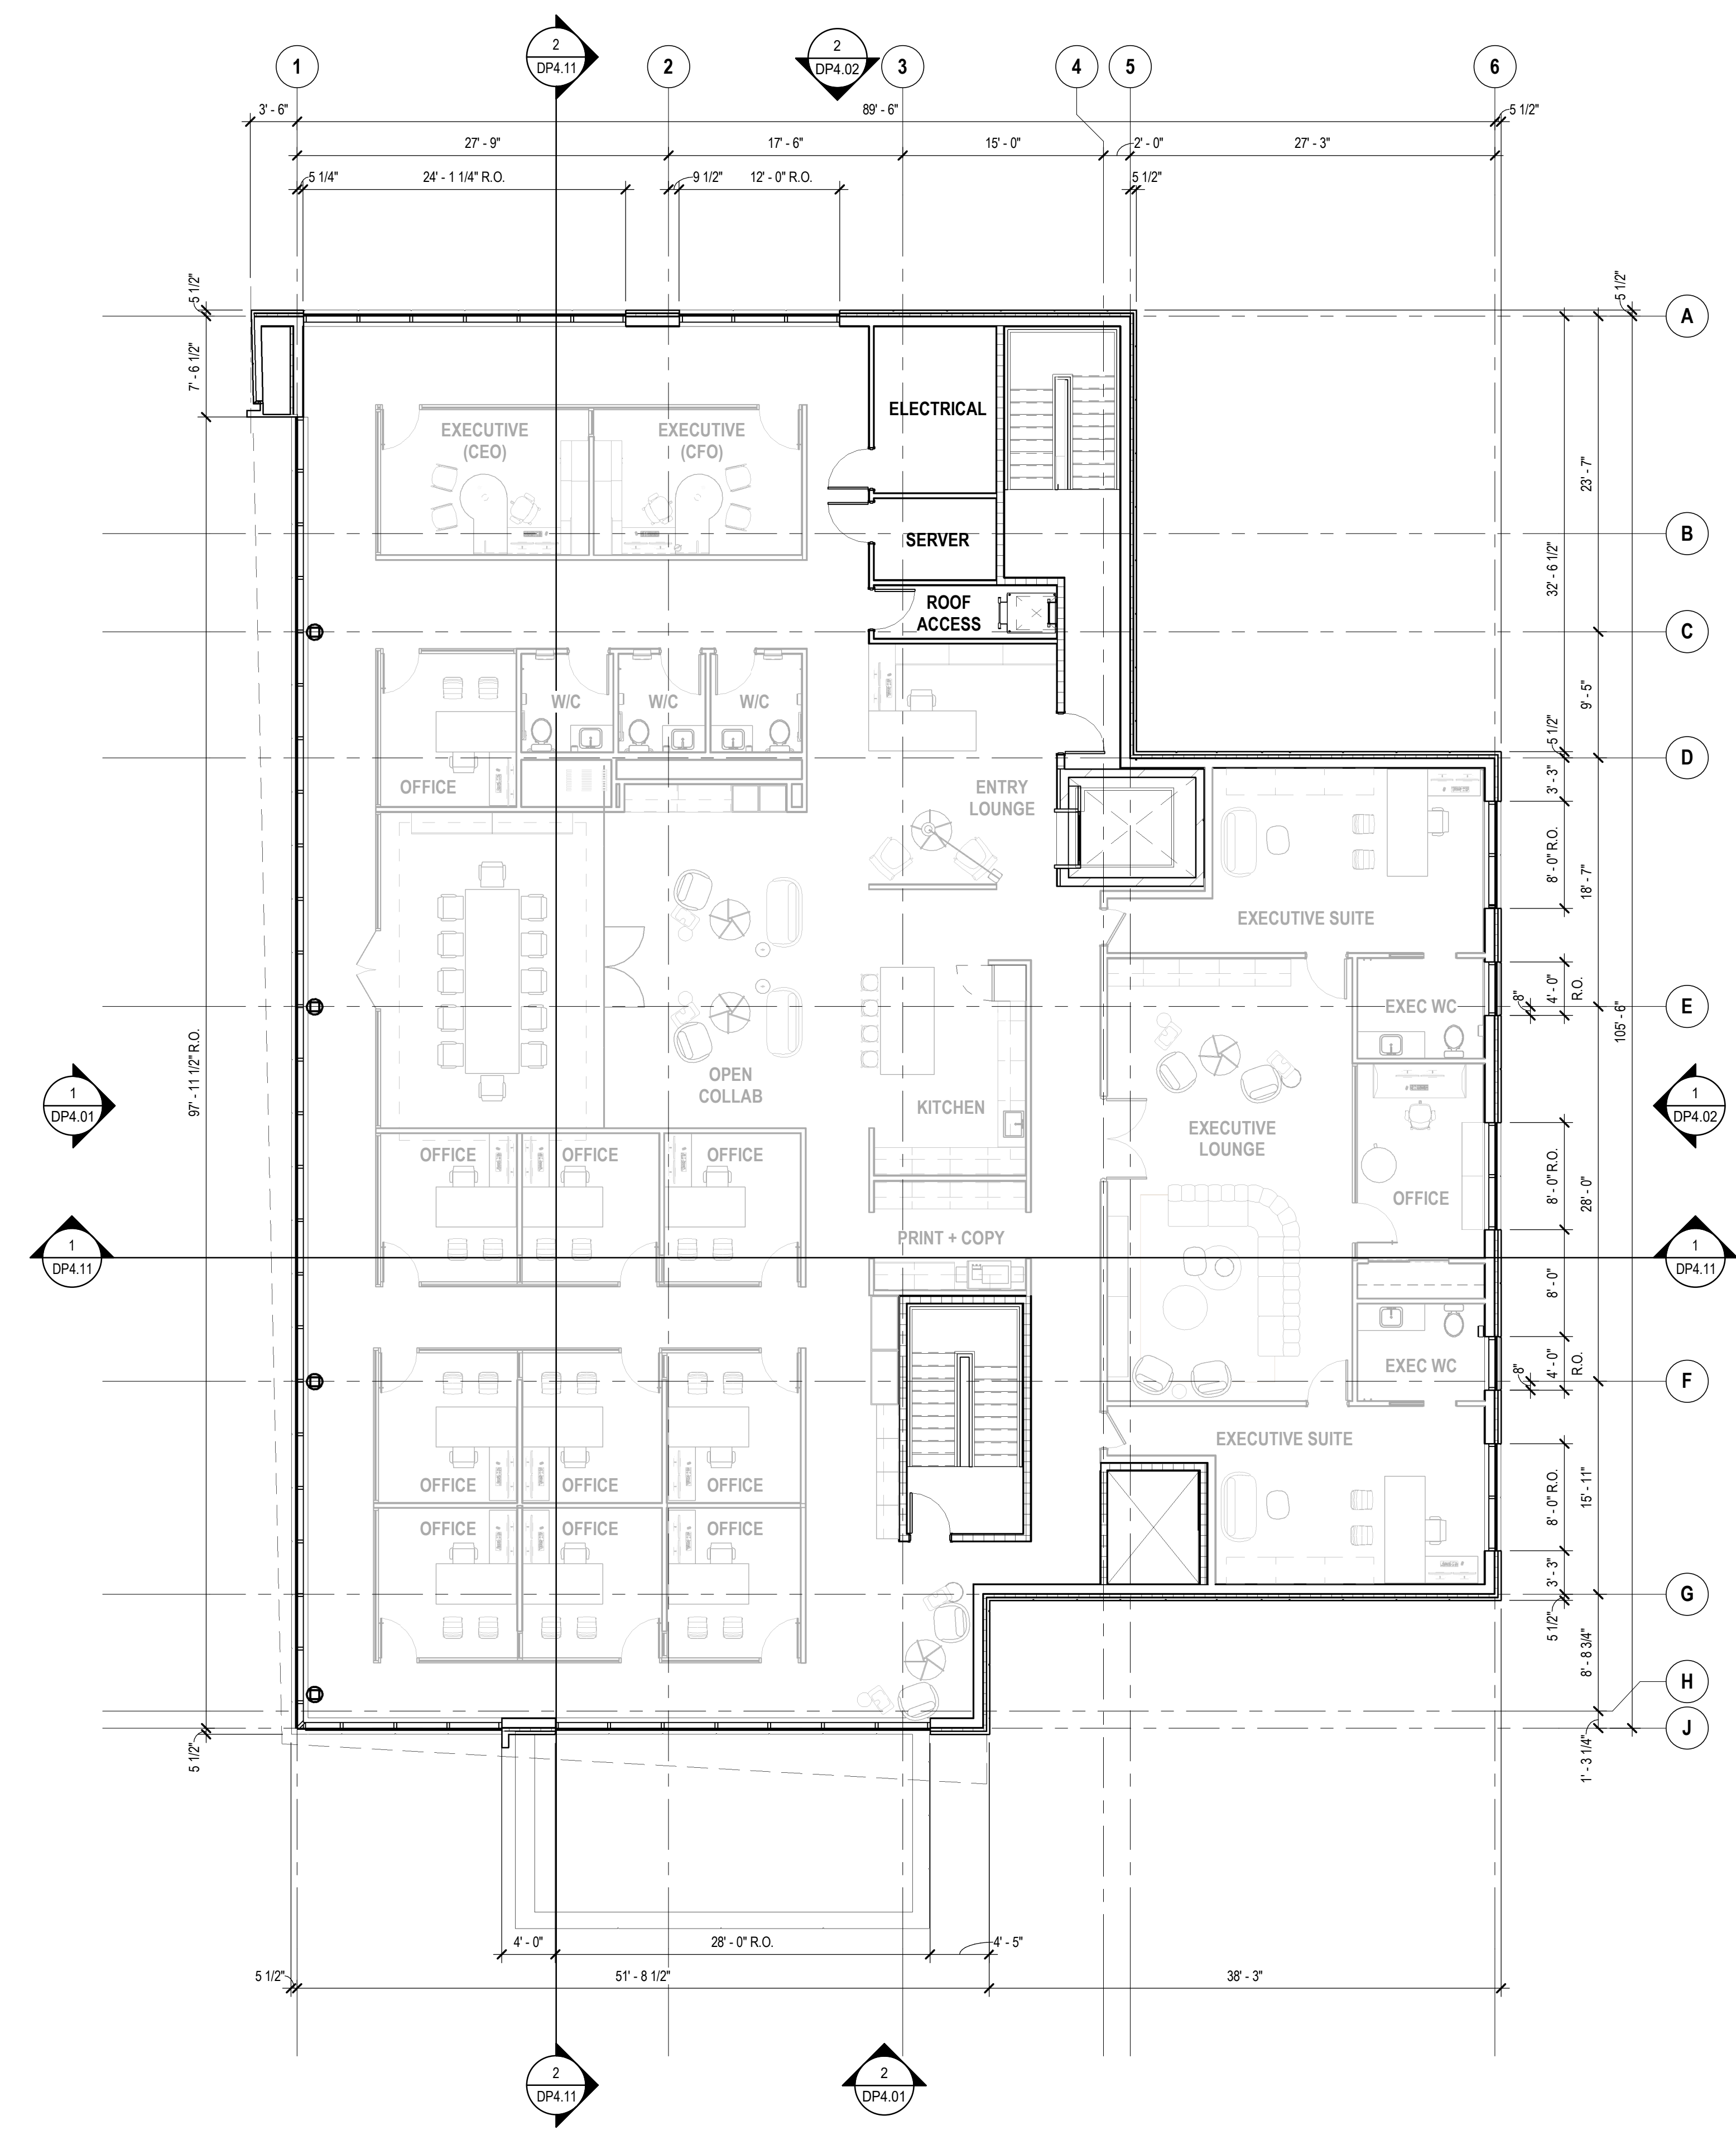 2
DP4.11
2
DP4.02
1
2
3
4
5
6
3' - 6"
89' - 6"
5 1/2"
27' - 9"
17' - 6"
15' - 0"
2' - 0"
27' - 3"
5 1/4"
24' - 1 1/4" R.O.
9 1/2"
12' - 0" R.O.
5 1/2"
5 1/2"
7' - 6 1/2"
97' - 11 1/2" R.O.
5 1/2"
5 1/2"
A
B
C
D
E
F
G
H
J
23' - 7"
32' - 6 1/2"
9' - 5"
5 1/2"
3' - 3"
8' - 0" R.O.
18' - 7"
4' - 0"
R.O.
8"
105' - 6"
8' - 0" R.O.
28' - 0"
8' - 0"
4' - 0"
R.O.
8"
8' - 0" R.O.
15' - 11"
3' - 3"
5 1/2"
8' - 8 3/4"
1' - 3 1/4"
EXECUTIVE
(CEO)
EXECUTIVE
(CFO)
ELECTRICAL
SERVER
ROOF
ACCESS
W/C
W/C
W/C
OFFICE
ENTRY
LOUNGE
EXECUTIVE SUITE
EXEC WC
OPEN
COLLAB
KITCHEN
EXECUTIVE
LOUNGE
OFFICE
OFFICE
OFFICE
OFFICE
PRINT + COPY
EXEC WC
EXECUTIVE SUITE
OFFICE
OFFICE
OFFICE
OFFICE
OFFICE
OFFICE
1
DP4.01
1
DP4.02
1
DP4.11
1
DP4.11
4' - 0"
28' - 0" R.O.
4' - 5"
5 1/2"
51' - 8 1/2"
38' - 3"
2
DP4.11
2
DP4.01